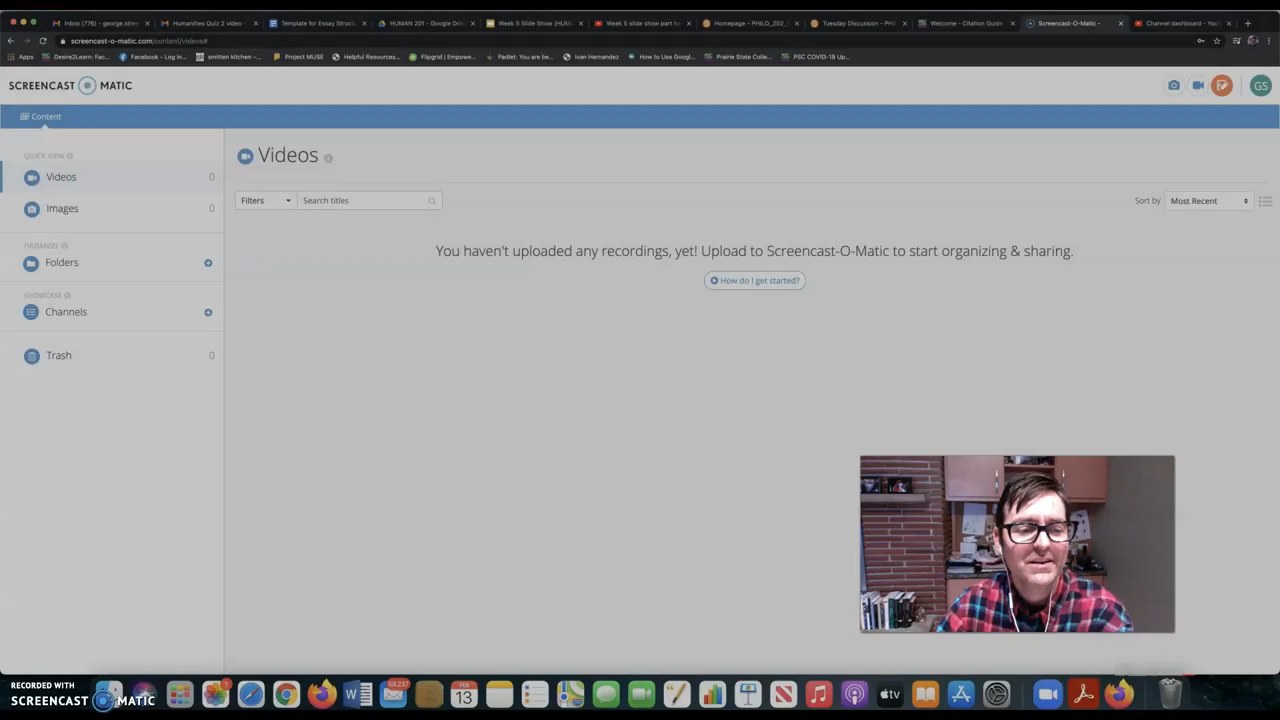 Inbox (776) - george.stre
Humanities Quiz 2 video -
Template for Essay Struct
HUMAN 201 - Google Driv
Week 5 Slide Show (HUM
Week 5 slide show part tw
Homepage - PHILO_202_
Tuesday Discussion - PHI
Welcome - Citation Guide
Screencast-O-Matic -
Channel dashboard - You
screencast-o-matic.com/content/videos#
Apps
Desire2Learn: Fac...
Facebook - Log In...
smitten kitchen –...
Project MUSE
Helpful Resources...
Flipgrid | Empowe...
Padlet: You are be...
Ivan Hernandez
How to Use Googl...
Prairie State Colle...
PSC COVID-19 Up...
SCREENCAST MATIC
GS
Content
QUICK VIEW
Videos 0
Images 0
ORGANIZE
Folders
SHOWCASE
Channels
Trash 0
Videos
Filters
Search titles
Sort by Most Recent
You haven't uploaded any recordings, yet! Upload to Screencast-O-Matic to start organizing & sharing.
How do I get started?
RECORDED WITH
SCREENCAST MATIC
59,237
1
FEB
13
tv